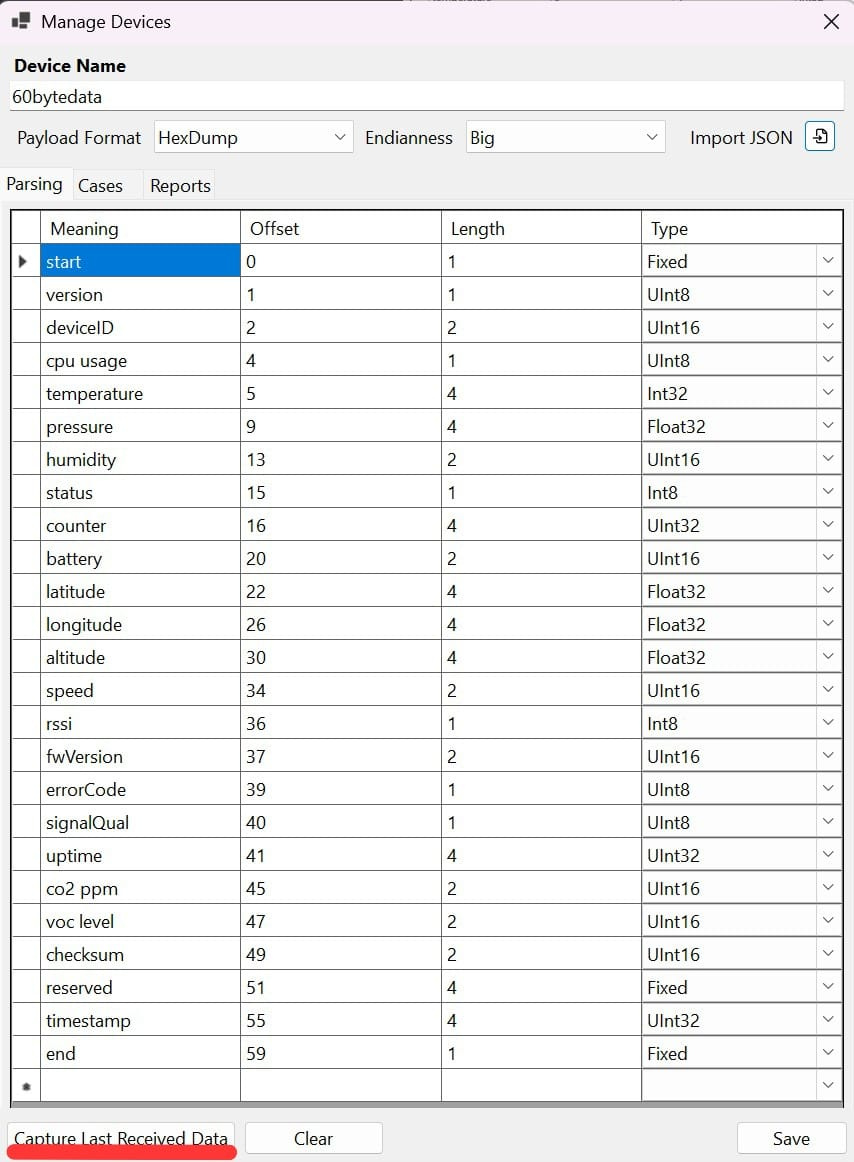 Manage Devices
Device Name
60bytedata
Payload Format HexDump Endianness Big Import JSON
Parsing Cases Reports
Meaning Offset Length Type
start 0 1 Fixed
version 1 1 UInt8
deviceID 2 2 UInt16
cpu usage 4 1 UInt8
temperature 5 4 Int32
pressure 9 4 Float32
humidity 13 2 UInt16
status 15 1 Int8
counter 16 4 UInt32
battery 20 2 UInt16
latitude 22 4 Float32
longitude 26 4 Float32
altitude 30 4 Float32
speed 34 2 UInt16
rssi 36 1 Int8
fwVersion 37 2 UInt16
errorCode 39 1 UInt8
signalQual 40 1 UInt8
uptime 41 4 UInt32
co2 ppm 45 2 UInt16
voc level 47 2 UInt16
checksum 49 2 UInt16
reserved 51 4 Fixed
timestamp 55 4 UInt32
end 59 1 Fixed
Capture Last Received Data Clear Save